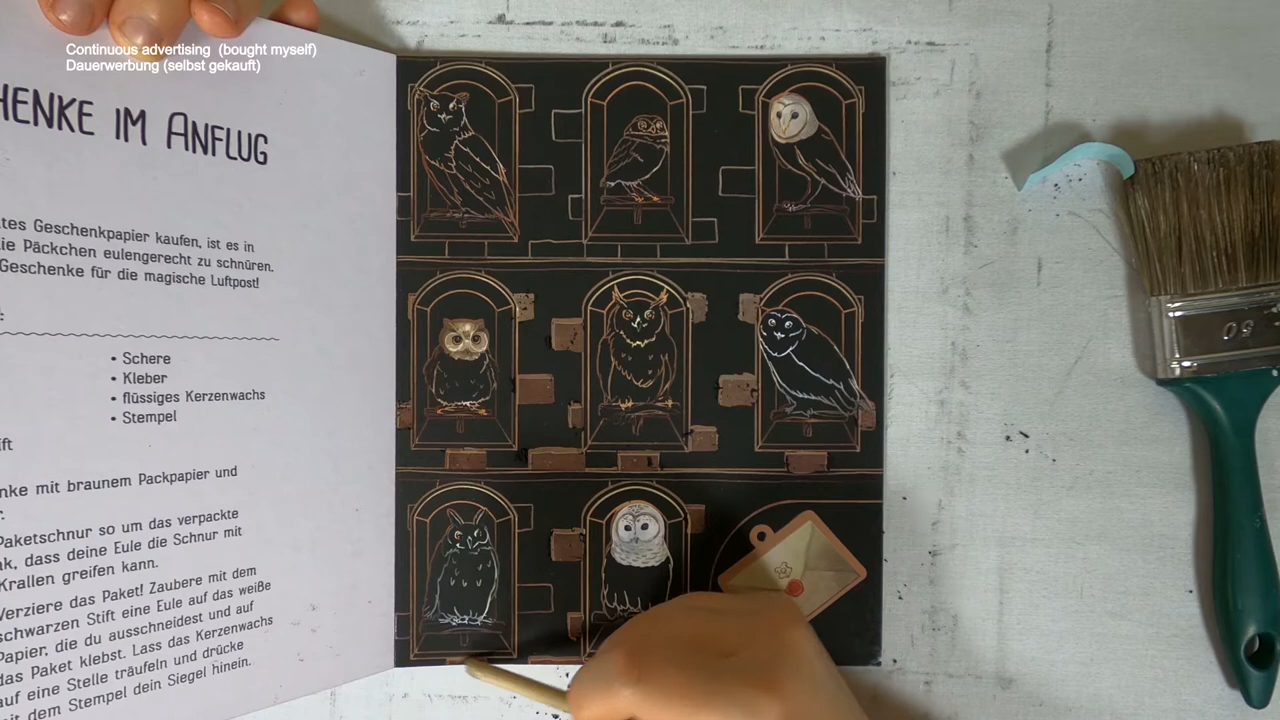 Continuous advertising  (bought myself)
Dauerwerbung (selbst gekauft)
HENKE IM ANFLUG
tes Geschenkpapier kaufen, ist es in
ie Päckchen eulengerecht zu schnüren.
Geschenke für die magische Luftpost!
• Schere
• Kleber
• flüssiges Kerzenwachs
• Stempel
ift
nke mit braunem Packpapier und
r.
Paketschnur so um das verpackte
nk, dass deine Eule die Schnur mit
Krallen greifen kann.
Verziere das Paket! Zaubere mit dem
schwarzen Stift eine Eule auf das weiße
Papier, die du ausschneidest und auf
das Paket klebst. Lass das Kerzenwachs
auf eine Stelle träufeln und drücke
it dem Stempel dein Siegel hinein.
50